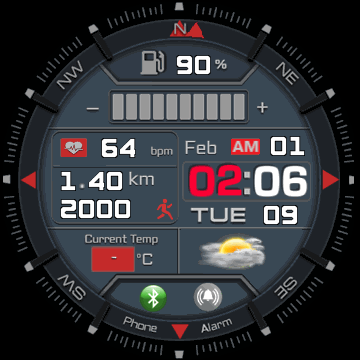 N
NW
NE
90 %
− +
64 bpm
Feb AM 01
1.40 km
02:06
2000
TUE 09
Current Temp
- °C
SW
SE
Phone
Alarm